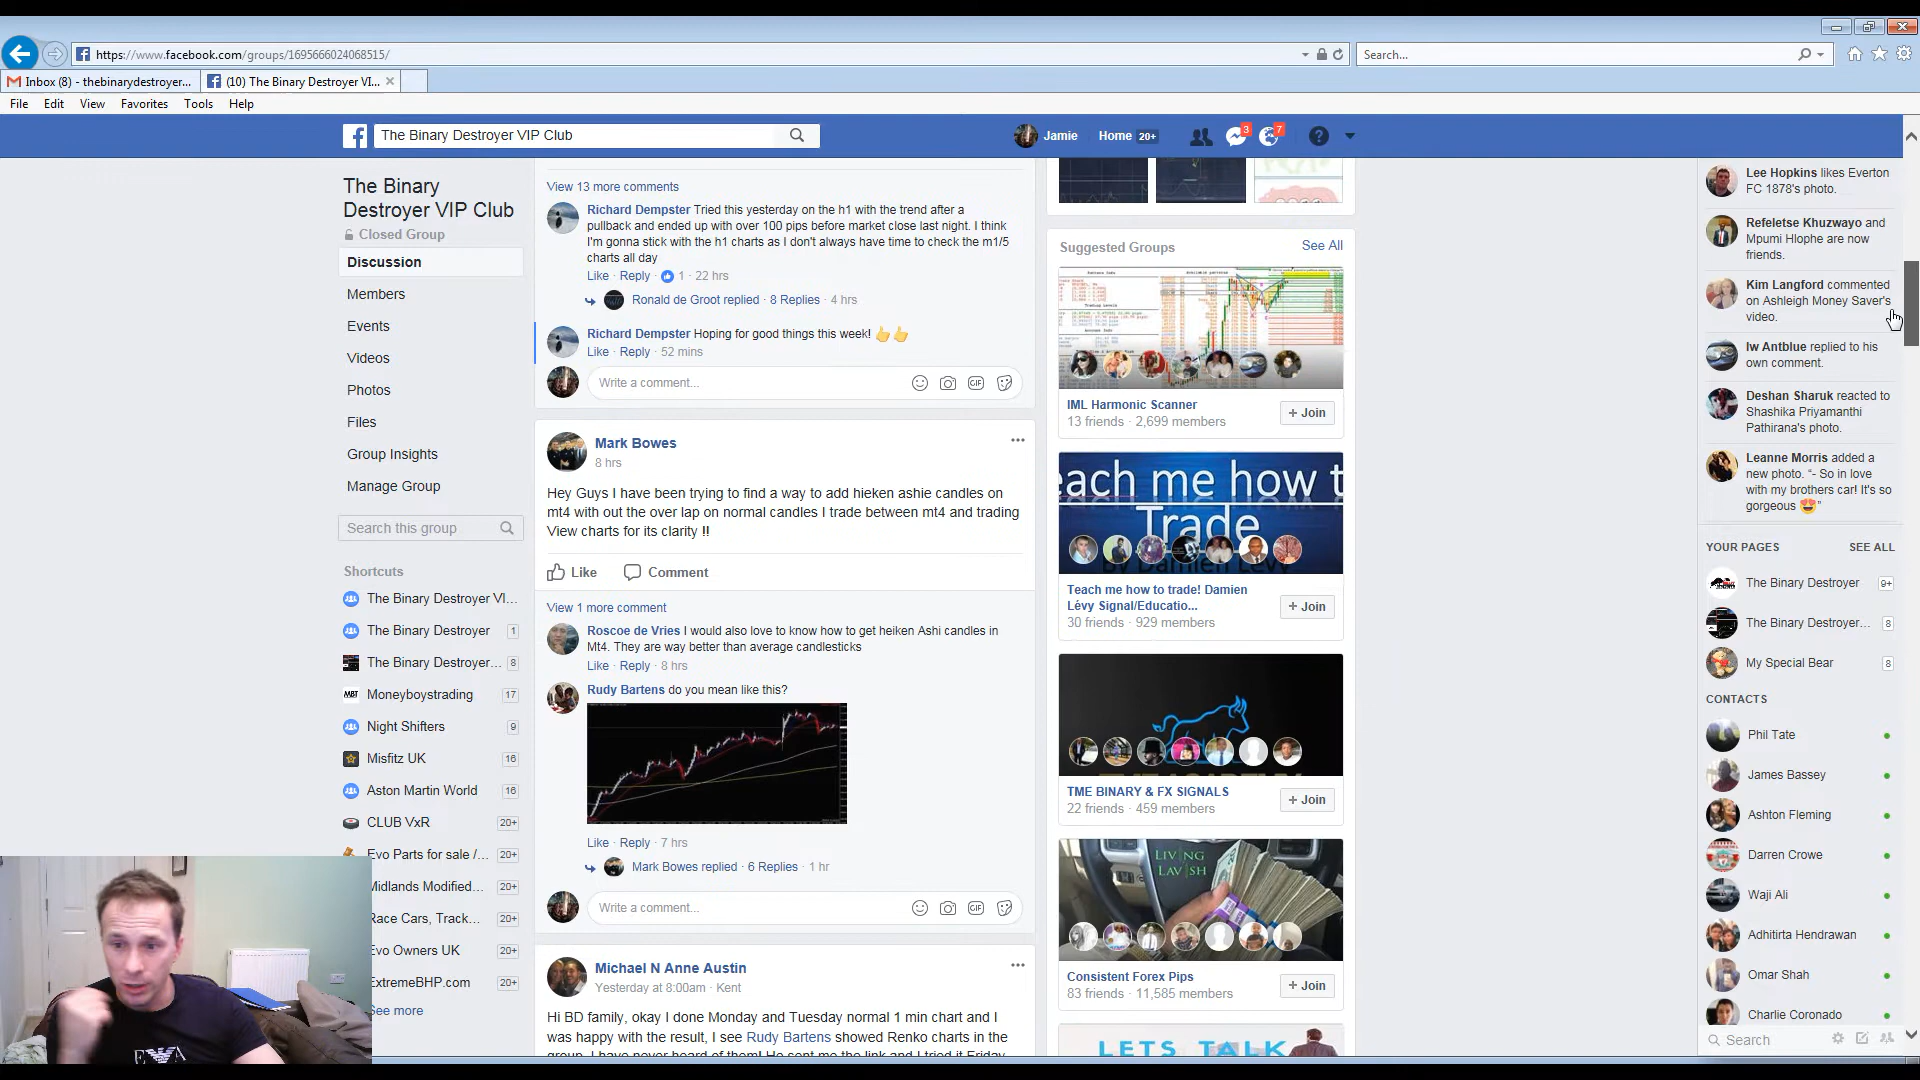 https://www.facebook.com/groups/1695666024068515/
Search...
Inbox (8) - thebinarydestroyer...
(10) The Binary Destroyer VI...
File Edit View Favorites Tools Help
The Binary Destroyer VIP Club
Jamie
Home 20+
3
7
The Binary
Destroyer VIP Club
Closed Group
Discussion
Members
Events
Videos
Photos
Files
Group Insights
Manage Group
Search this group
Shortcuts
The Binary Destroyer VI...
The Binary Destroyer 1
The Binary Destroyer... 8
MBT Moneyboystrading 17
Night Shifters 9
Misfitz UK 16
Aston Martin World 16
CLUB VxR 20+
Evo Parts for sale /... 20+
Midlands Modified... 20+
Race Cars, Track... 20+
Evo Owners UK 20+
ExtremeBHP.com 20+
See more
View 13 more comments
Richard Dempster Tried this yesterday on the h1 with the trend after a
pullback and ended up with over 100 pips before market close last night. I think
I'm gonna stick with the h1 charts as I don't always have time to check the m1/5
charts all day
Like · Reply · 1 · 22 hrs
Ronald de Groot replied · 8 Replies · 4 hrs
Richard Dempster Hoping for good things this week! 👍👍
Like · Reply · 52 mins
Write a comment...
GIF
Mark Bowes
8 hrs
Hey Guys I have been trying to find a way to add hieken ashie candles on
mt4 with out the over lap on normal candles I trade between mt4 and trading
View charts for its clarity !!
Like Comment
View 1 more comment
Roscoe de Vries I would also love to know how to get heiken Ashi candles in
Mt4. They are way better than average candlesticks
Like · Reply · 8 hrs
Rudy Bartens do you mean like this?
Like · Reply · 7 hrs
Mark Bowes replied · 6 Replies · 1 hr
Write a comment...
GIF
Michael N Anne Austin
Yesterday at 8:00am · Kent
Hi BD family, okay I done Monday and Tuesday normal 1 min chart and I
was happy with the result, I see Rudy Bartens showed Renko charts in the
group, I have never heard of them! He sent me the link and I tried it Friday
Suggested Groups See All
IML Harmonic Scanner
13 friends · 2,699 members
+ Join
each me how t
Trade
by Damien Levy
Teach me how to trade! Damien
Lévy Signal/Educatio...
30 friends · 929 members
+ Join
TME BINARY & FX SIGNALS
22 friends · 459 members
+ Join
LIVING
LAVISH
Consistent Forex Pips
83 friends · 11,585 members
+ Join
LETS TALK
Lee Hopkins likes Everton
FC 1878's photo.
Refeletse Khuzwayo and
Mpumi Hlophe are now
friends.
Kim Langford commented
on Ashleigh Money Saver's
video.
Iw Antblue replied to his
own comment.
Deshan Sharuk reacted to
Shashika Priyamanthi
Pathirana's photo.
Leanne Morris added a
new photo. “- So in love
with my brothers car! It's so
gorgeous 😍”
YOUR PAGES SEE ALL
The Binary Destroyer 9+
The Binary Destroyer... 8
My Special Bear 8
CONTACTS
Phil Tate
James Bassey
Ashton Fleming
Darren Crowe
Waji Ali
Adhitirta Hendrawan
Omar Shah
Charlie Coronado
Search